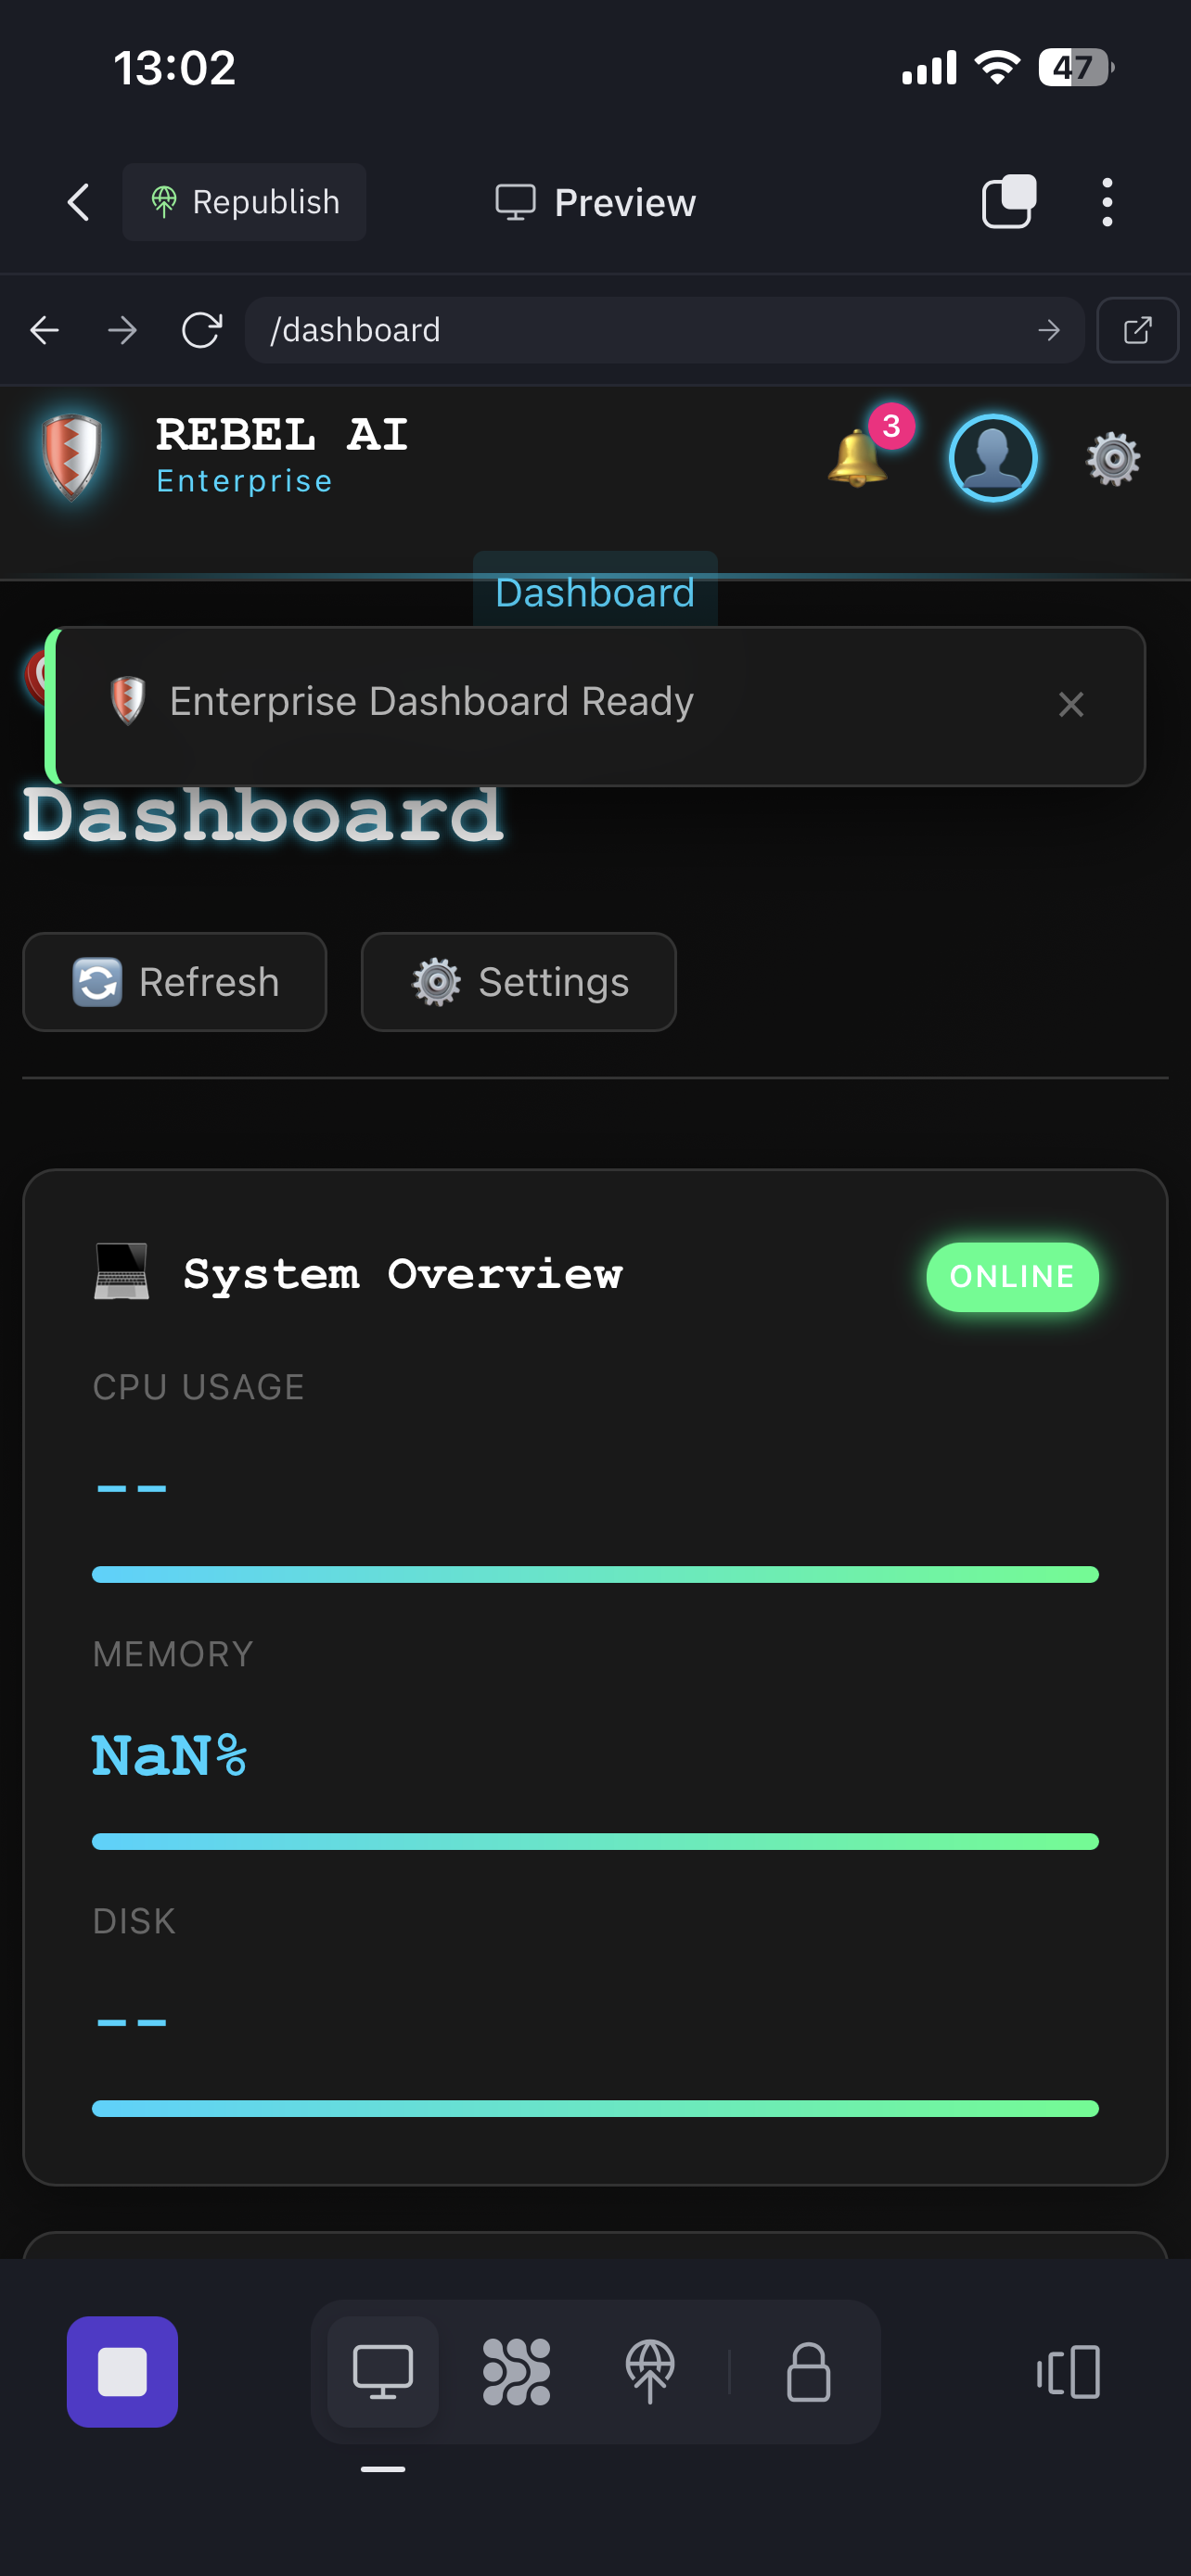 13:02
47
Republish
Preview
/dashboard
REBEL AI
Enterprise
3
Dashboard
Enterprise Dashboard Ready
×
Dashboard
Refresh
Settings
System Overview
ONLINE
CPU USAGE
--
MEMORY
NaN%
DISK
--